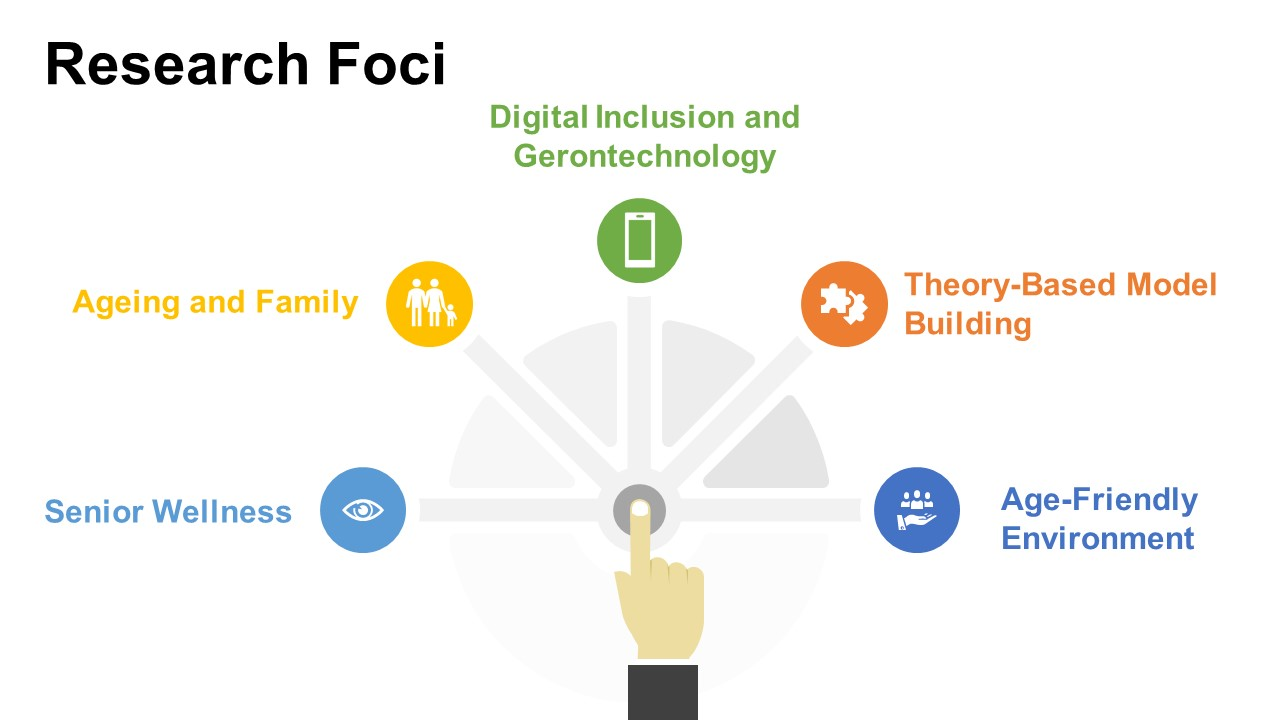 Research Foci
Digital Inclusion and
Gerontechnology
Ageing and Family
Theory-Based Model
Building
Senior Wellness
Age-Friendly
Environment